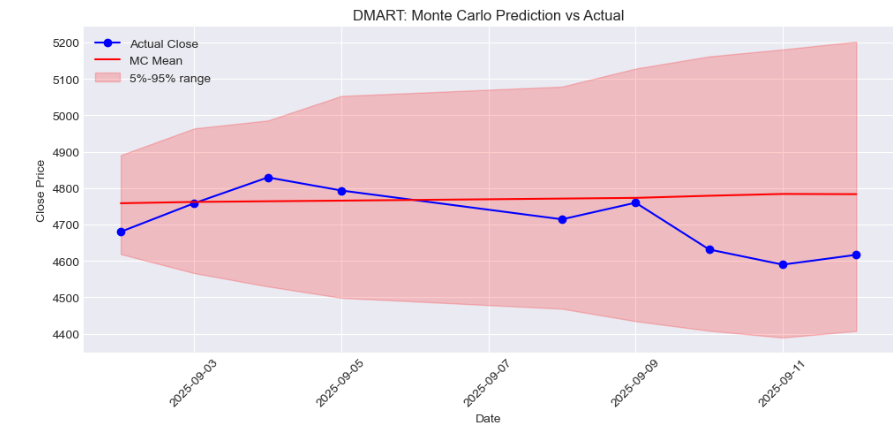 DMART: Monte Carlo Prediction vs Actual
Actual Close
MC Mean
5%-95% range
Close Price
5200
5100
5000
4900
4800
4700
4600
4500
4400
2025-09-03
2025-09-05
2025-09-07
2025-09-09
2025-09-11
Date